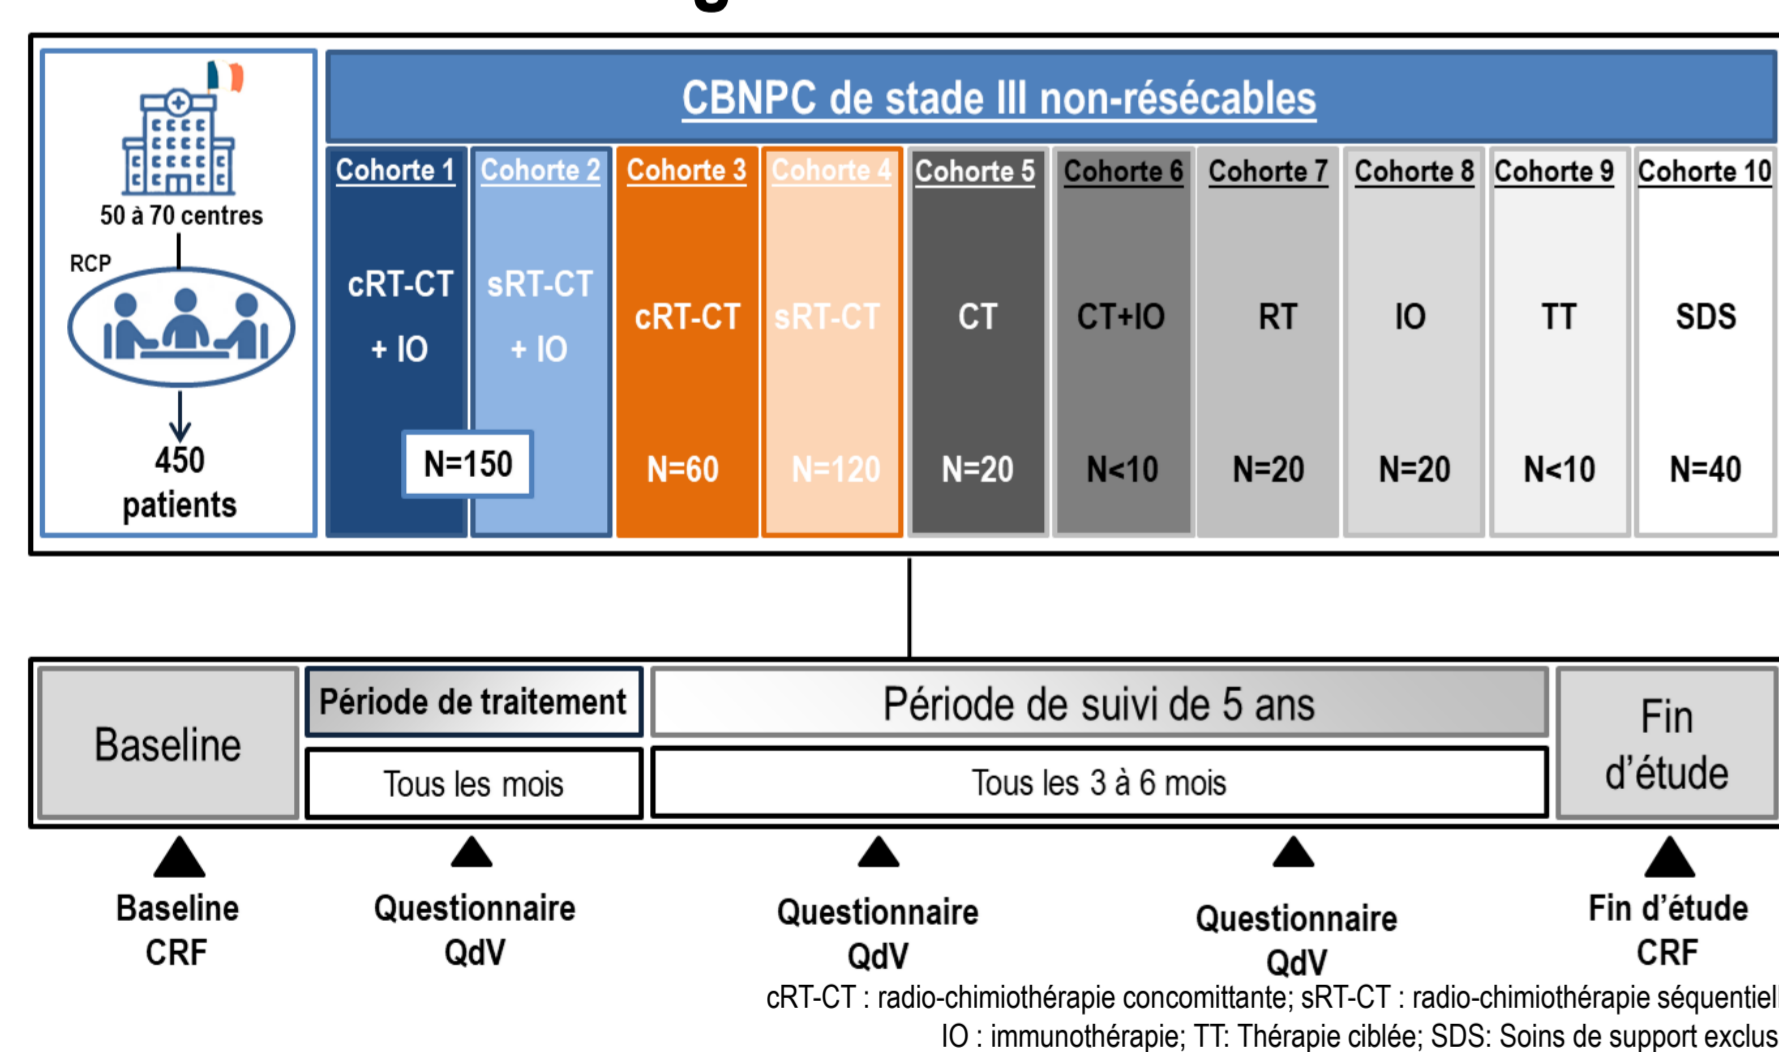 CBNPC de stade III non-résécables
50 à 70 centres
RCP
450
patients
Cohorte 1
Cohorte 2
Cohorte 3
Cohorte 4
Cohorte 5
Cohorte 6
Cohorte 7
Cohorte 8
Cohorte 9
Cohorte 10
cRT-CT
+ IO
sRT-CT
+ IO
cRT-CT
sRT-CT
CT
CT+IO
RT
IO
TT
SDS
N=150
N=60
N=120
N=20
N<10
N=20
N=20
N<10
N=40
Baseline
Période de traitement
Tous les mois
Période de suivi de 5 ans
Tous les 3 à 6 mois
Fin
d'étude
Baseline
CRF
Questionnaire
QdV
Questionnaire
QdV
Questionnaire
QdV
Fin d'étude
CRF
cRT-CT : radio-chimiothérapie concomittante; sRT-CT : radio-chimiothérapie
IO : immunothérapie; TT: Thérapie ciblée; SDS: Soins de support